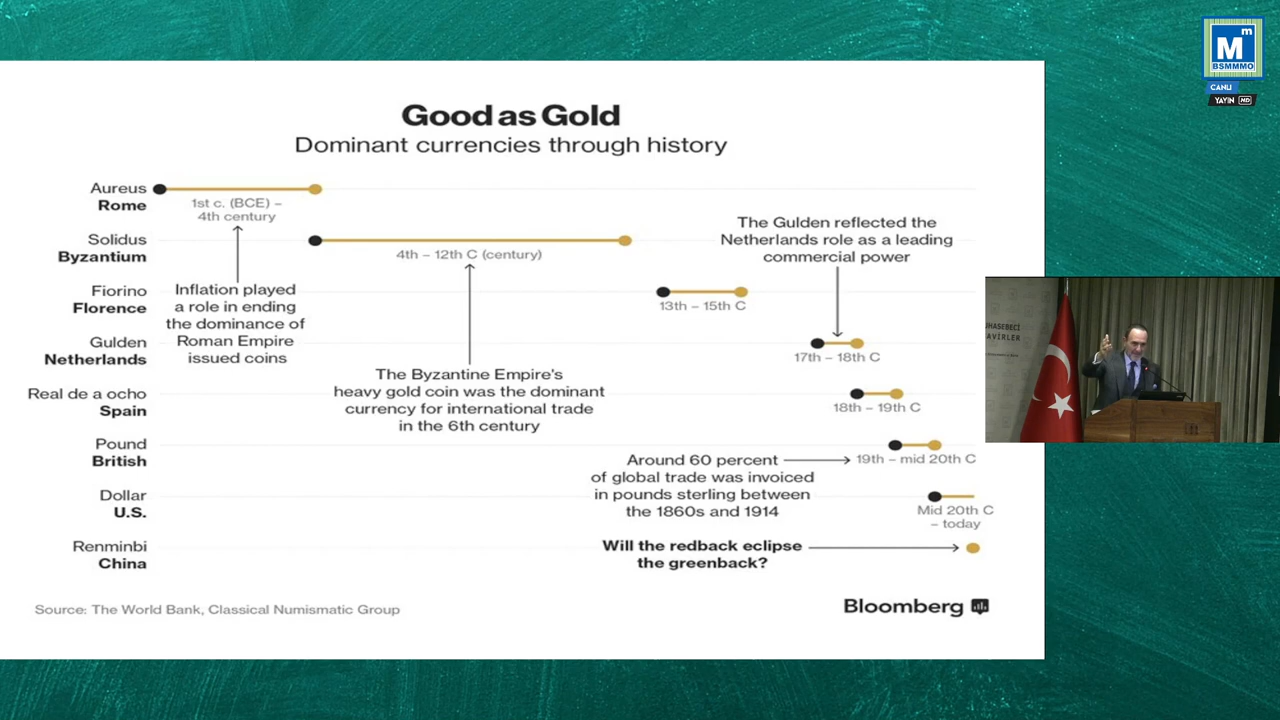 Good as Gold
Dominant currencies through history
Aureus
Rome
1st c. (BCE) –
4th century
Inflation played
a role in ending
the dominance of
Roman Empire
issued coins
Solidus
Byzantium
4th – 12th C (century)
The Byzantine Empire's
heavy gold coin was the dominant
currency for international trade
in the 6th century
Fiorino
Florence
13th – 15th C
The Gulden reflected the
Netherlands role as a leading
commercial power
Gulden
Netherlands
17th – 18th C
Real de a ocho
Spain
18th – 19th C
Pound
British
19th – mid 20th C
Around 60 percent
of global trade was invoiced
in pounds sterling between
the 1860s and 1914
Dollar
U.S.
Mid 20th C
– today
Renminbi
China
Will the redback eclipse
the greenback?
Source: The World Bank, Classical Numismatic Group
Bloomberg
Mm
BSMMMO
CANLI
YAYIN HD
UHASEBECİ
AVİRLER